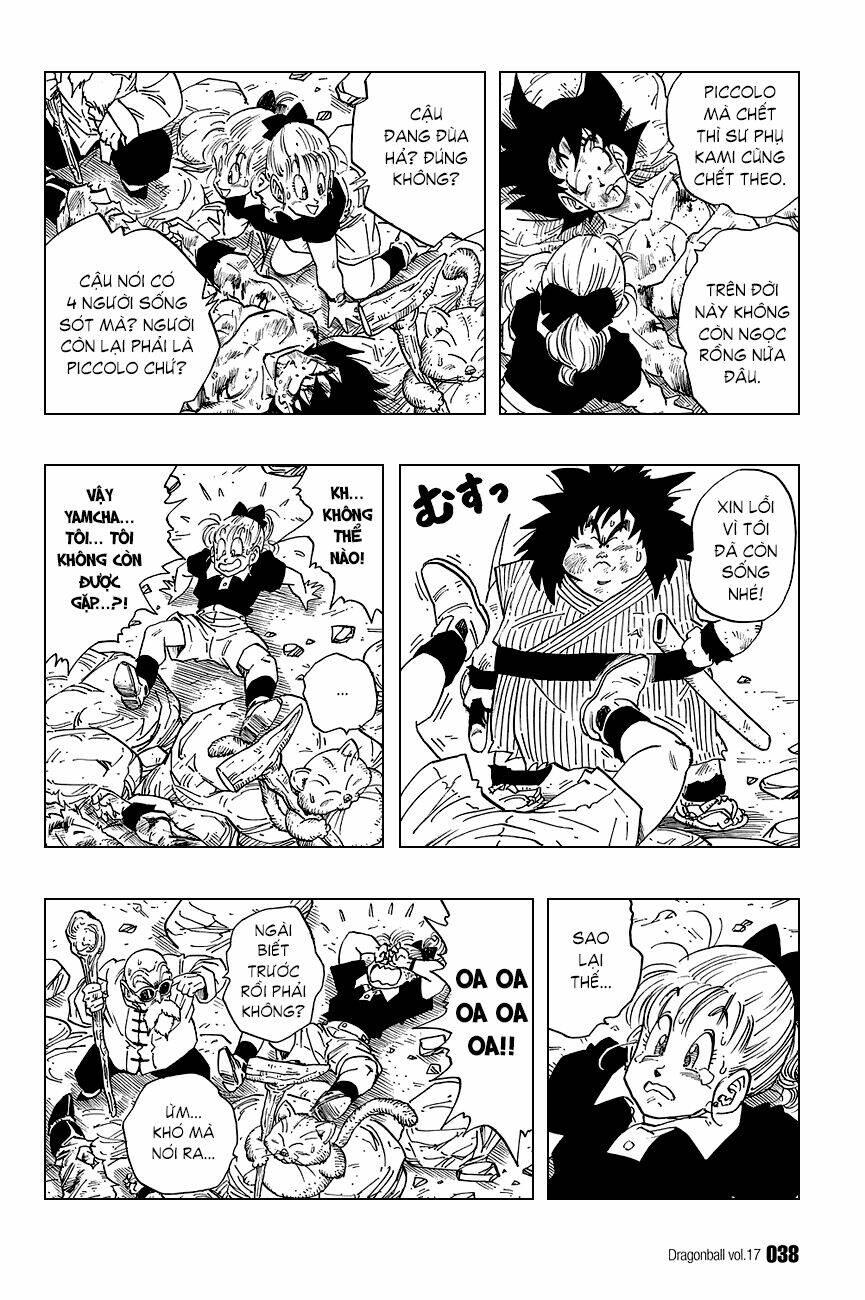 PICCOLO
MÀ CHẾT
THÌ SƯ PHỤ
KAMI CŨNG
CHẾT THEO.
TRÊN ĐỜI
NÀY KHÔNG
CÒN NGỌC
RỒNG NỮA
ĐÂU.
CẬU
ĐANG ĐÙA
HẢ? ĐÚNG
KHÔNG?
CẬU NÓI CÓ
4 NGƯỜI SỐNG
SÓT MÀ? NGƯỜI
CÒN LẠI PHẢI LÀ
PICCOLO CHỨ?
XIN LỖI
VÌ TÔI
ĐÃ CÒN
SỐNG
NHÉ!
むすっ
KH...
KHÔNG
THỂ
NÀO!
VẬY
YAMCHA...
TÔI... TÔI
KHÔNG CÒN
ĐƯỢC
GẶP...?!
...
SAO
LẠI
THẾ...
OA OA
OA OA
OA!!
NGÀI
BIẾT
TRƯỚC
RỒI PHẢI
KHÔNG?
ỪM...
KHÓ MÀ
NÓI RA...
Dragonball vol.17 038